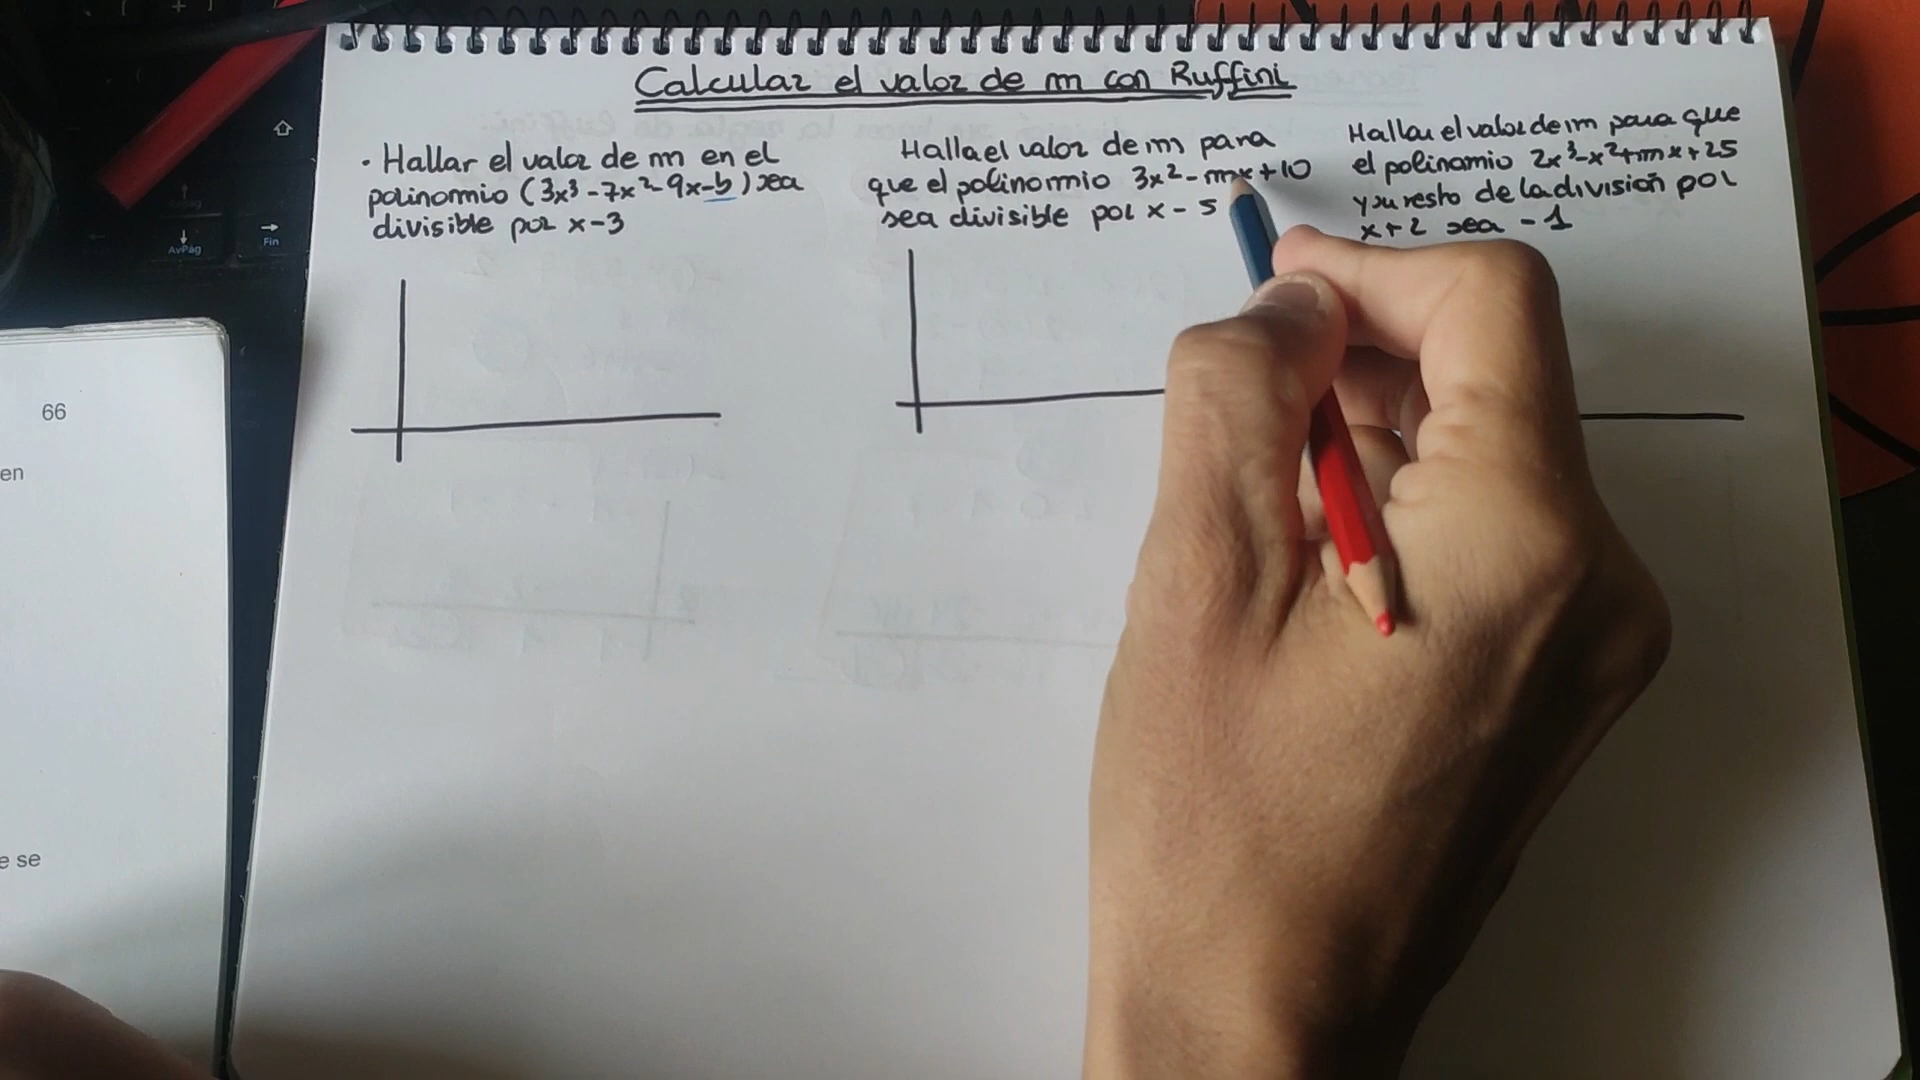 Calcular el valor de m con Ruffini
· Hallar el valor de m en el
polinomio (3x³-7x²-9x-b) sea
divisible por x-3
Halla el valor de m para
que el polinomio 3x²-mx+10
sea divisible por x-5
Hallar el valor de m para que
el polinomio 2x³-x²+mx+25
y su resto de la división por
x+2 sea -1
AvPág
Fin
66
en
e se